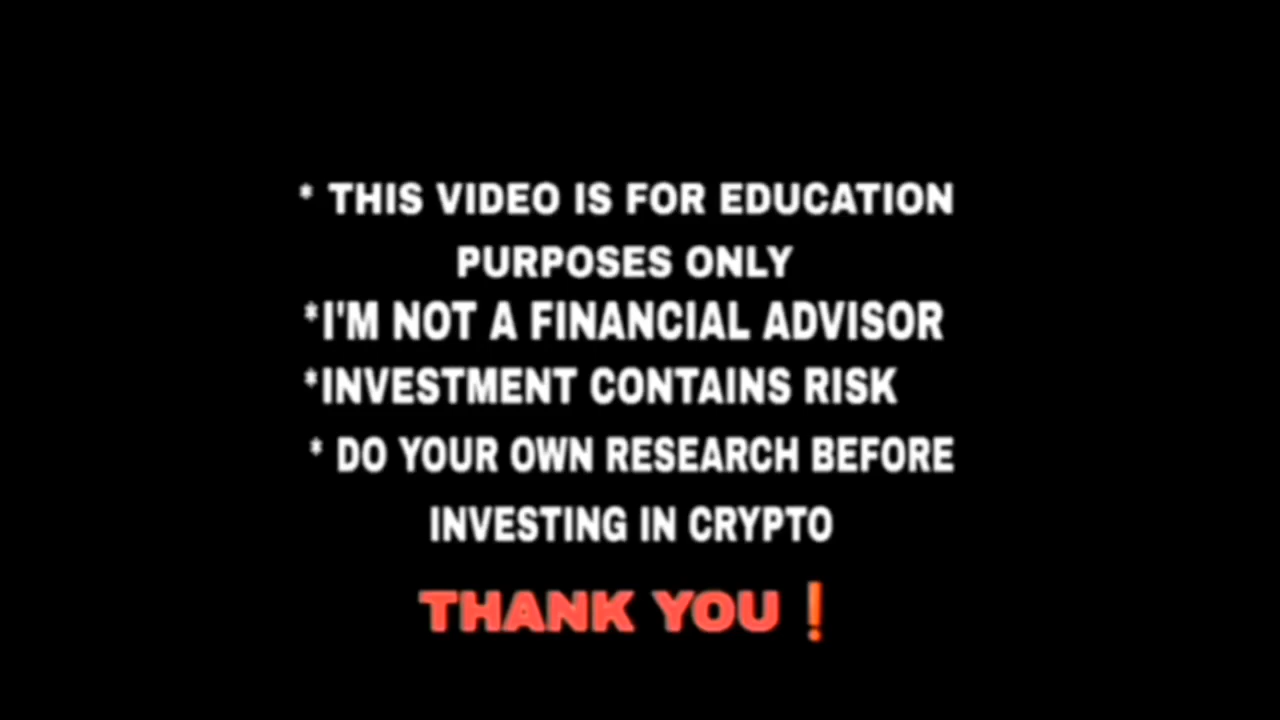 * THIS VIDEO IS FOR EDUCATION
PURPOSES ONLY
*I'M NOT A FINANCIAL ADVISOR
*INVESTMENT CONTAINS RISK
* DO YOUR OWN RESEARCH BEFORE
INVESTING IN CRYPTO
THANK YOU❗